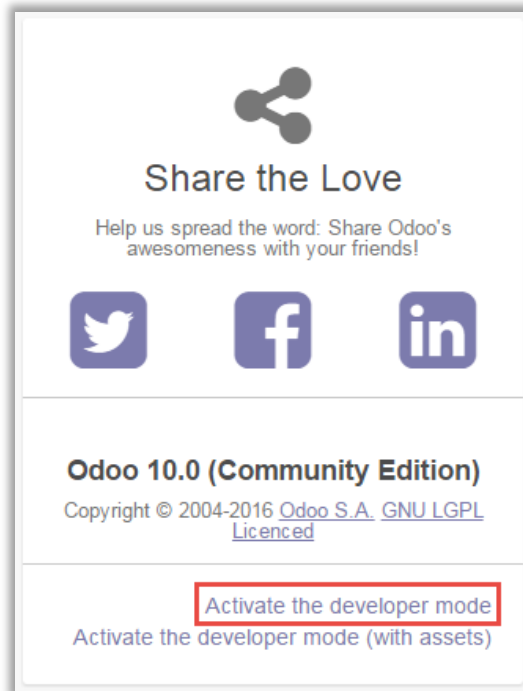 Share the Love
Help us spread the word: Share Odoo's
awesomeness with your friends!
in
Odoo 10.0 (Community Edition)
Copyright © 2004-2016 Odoo S.A. GNU LGPL
Licenced
Activate the developer mode
Activate the developer mode (with assets)